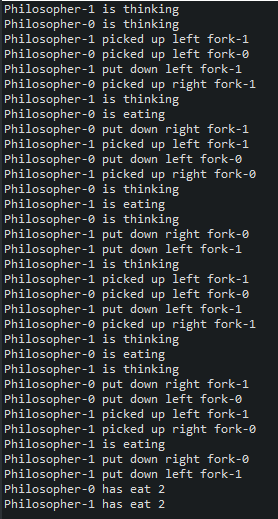 Philosopher-1 is thinking
Philosopher-0 is thinking
Philosopher-1 picked up left fork-1
Philosopher-0 picked up left fork-0
Philosopher-1 put down left fork-1
Philosopher-0 picked up right fork-1
Philosopher-1 is thinking
Philosopher-0 is eating
Philosopher-0 put down right fork-1
Philosopher-1 picked up left fork-1
Philosopher-0 put down left fork-0
Philosopher-1 picked up right fork-0
Philosopher-0 is thinking
Philosopher-1 is eating
Philosopher-0 is thinking
Philosopher-1 put down right fork-0
Philosopher-1 put down left fork-1
Philosopher-1 is thinking
Philosopher-1 picked up left fork-1
Philosopher-0 picked up left fork-0
Philosopher-1 put down left fork-1
Philosopher-0 picked up right fork-1
Philosopher-1 is thinking
Philosopher-0 is eating
Philosopher-1 is thinking
Philosopher-0 put down right fork-1
Philosopher-0 put down left fork-0
Philosopher-1 picked up left fork-1
Philosopher-1 picked up right fork-0
Philosopher-1 is eating
Philosopher-1 put down right fork-0
Philosopher-1 put down left fork-1
Philosopher-0 has eat 2
Philosopher-1 has eat 2